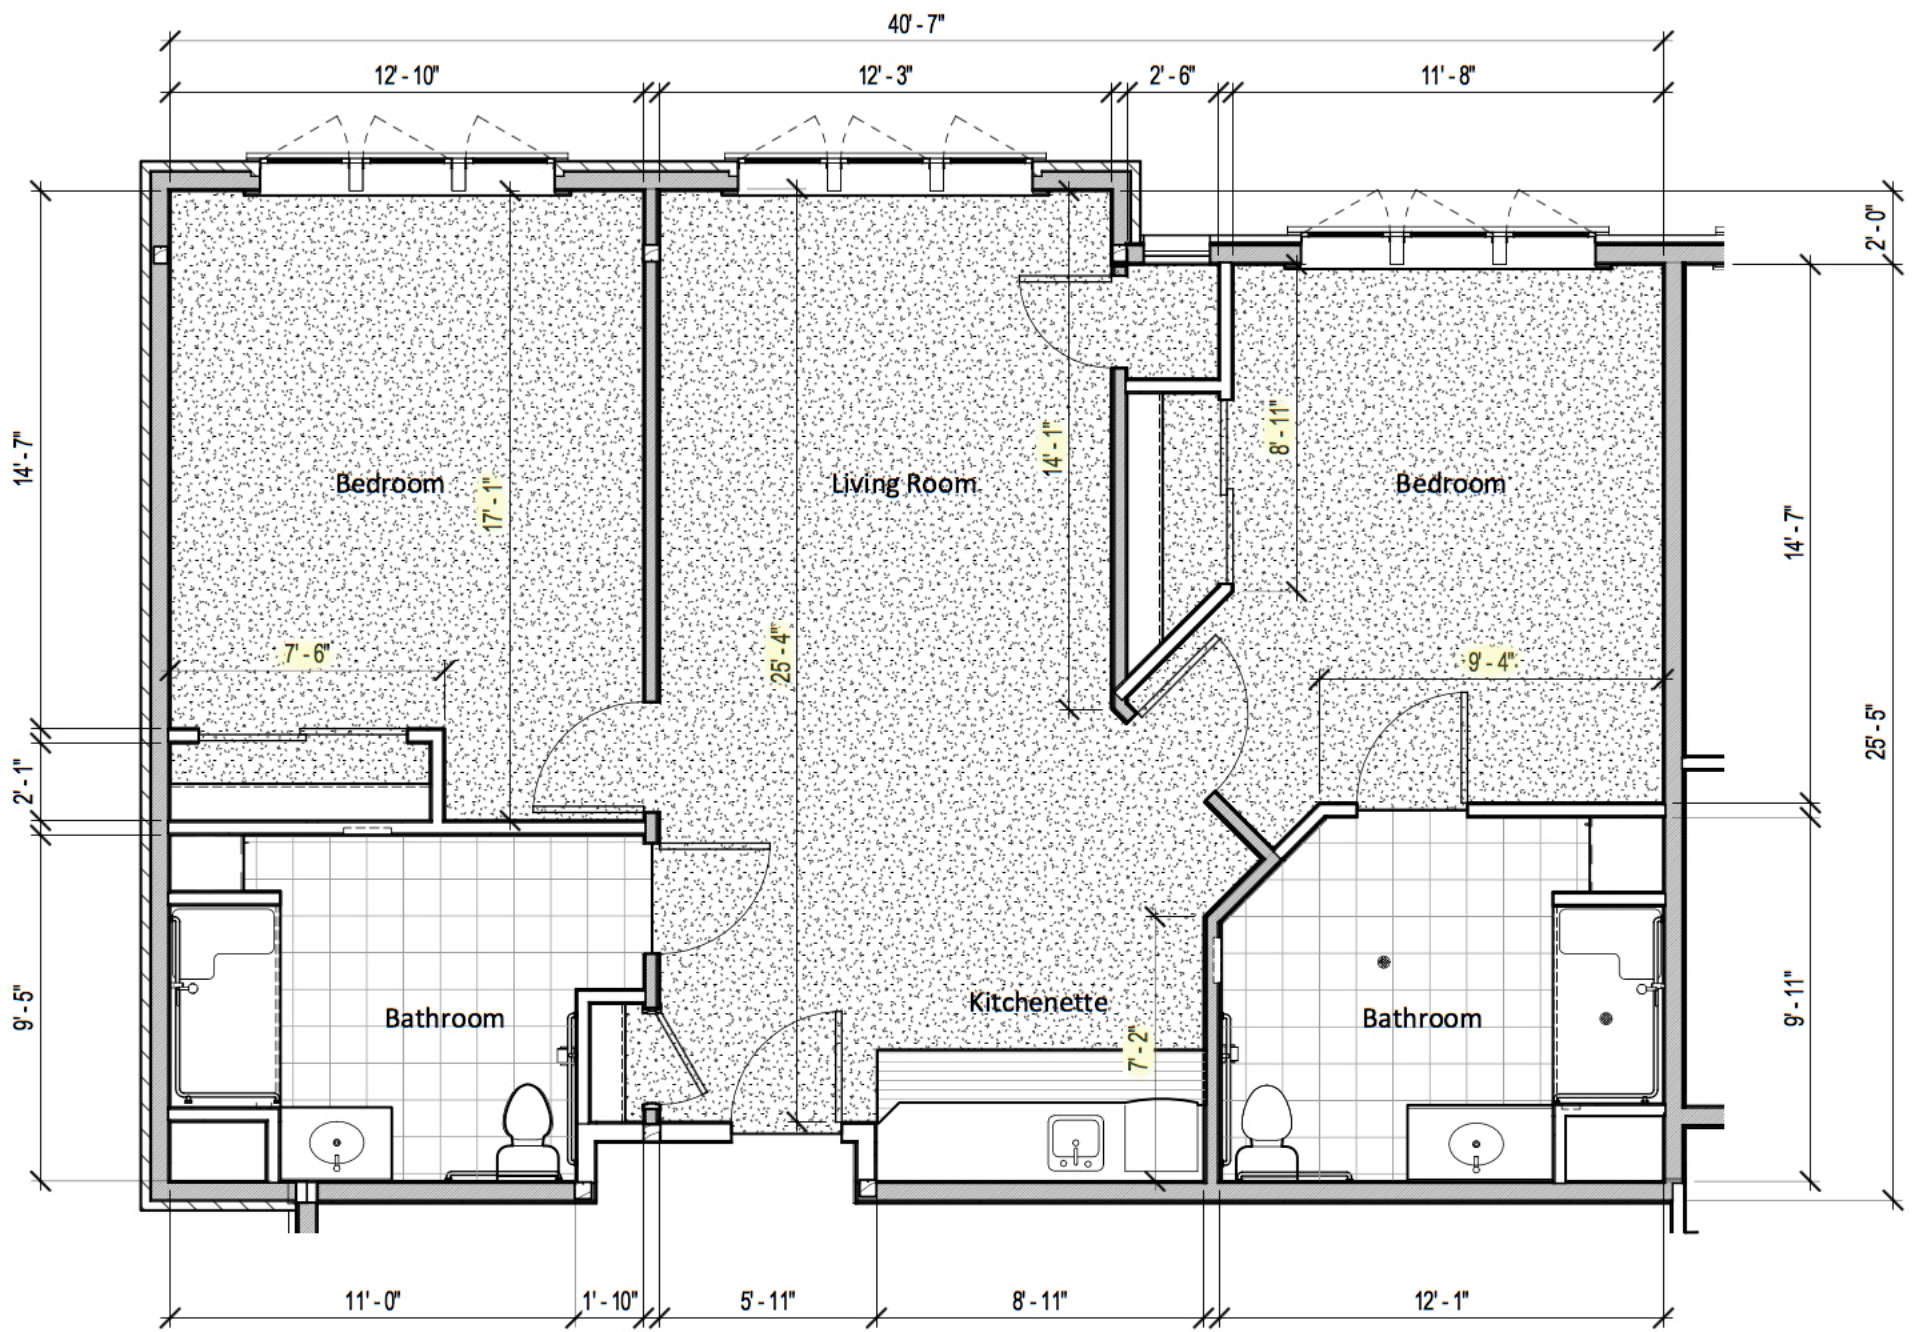 40' - 7"
12' - 10"
12' - 3"
2' - 6"
11' - 8"
2' - 0"
14' - 7"
Bedroom
17' - 1"
Living Room
14' - 1"
8' - 11"
Bedroom
14' - 7"
7' - 6"
25' - 4"
9' - 4"
25' - 5"
2' - 1"
9' - 5"
Bathroom
Kitchenette
7' - 2"
Bathroom
9' - 11"
11' - 0"
1' - 10"
5' - 11"
8' - 11"
12' - 1"